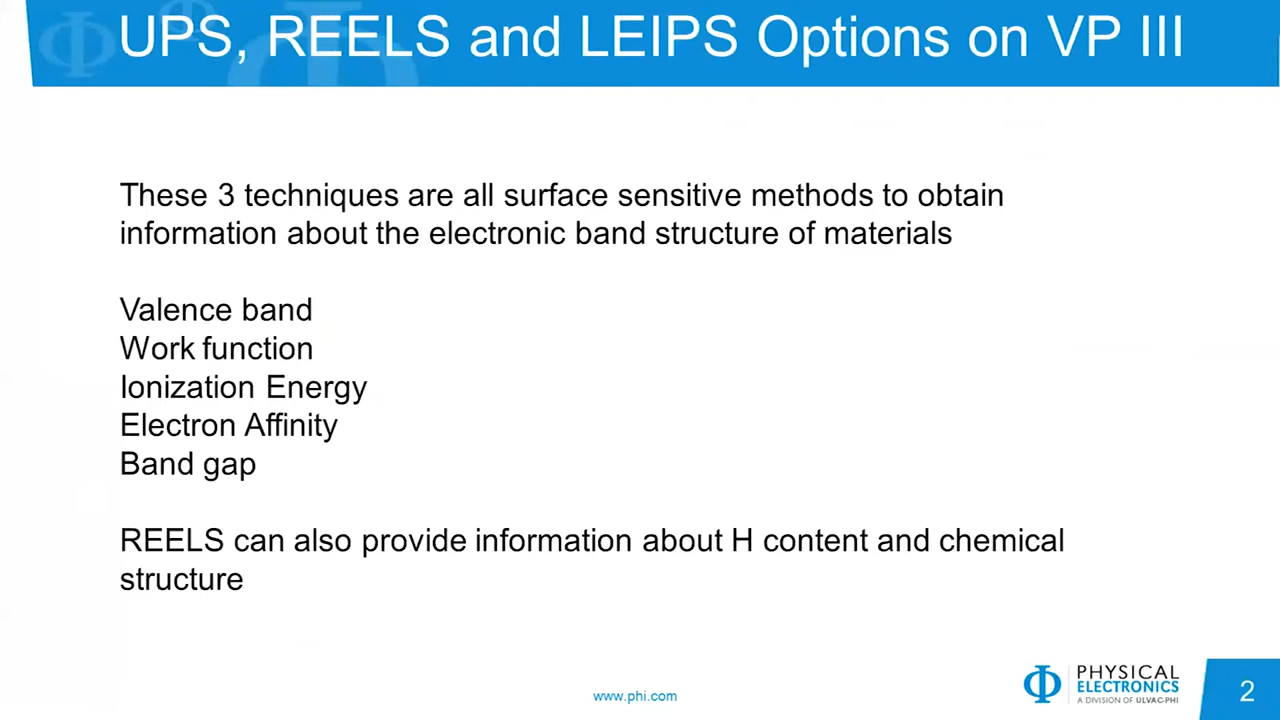 UPS, REELS and LEIPS Options on VP III
These 3 techniques are all surface sensitive methods to obtain
information about the electronic band structure of materials
Valence band
Work function
Ionization Energy
Electron Affinity
Band gap
REELS can also provide information about H content and chemical
structure
www.phi.com
PHYSICAL
ELECTRONICS
A DIVISION OF ULVAC-PHI
2